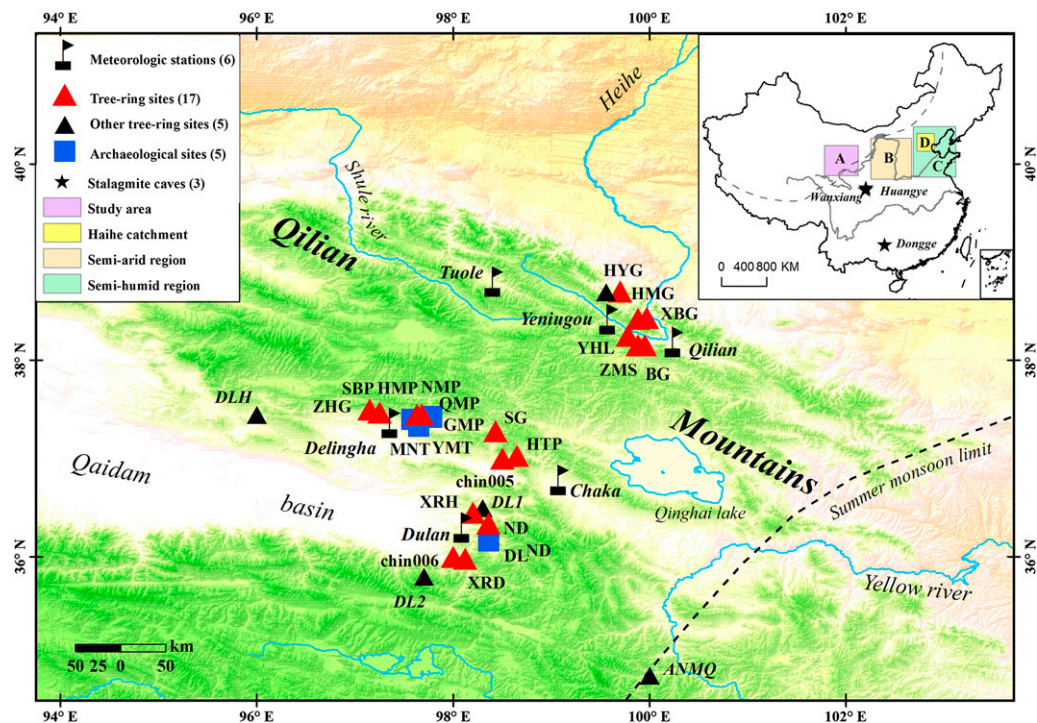 94° E
96° E
98° E
100° E
102° E
Meteorologic stations (6)
Tree-ring sites (17)
Other tree-ring sites (5)
Archaeological sites (5)
Stalagmite caves (3)
Study area
Haihe catchment
Semi-arid region
Semi-humid region
A
B
C
D
Wanxiang
Huangye
Dongge
0 400 800 KM
40° N
40° N
38° N
38° N
36° N
36° N
Heihe
Shule river
Qilian
Mountains
Tuole
HYG
HMG
XBG
Yeniugou
YHL
ZMS
BG
Qilian
DLH
SBP
HMP
NMP
ZHG
QMP
GMP
Delingha
MNT
YMT
SG
HTP
chin005
Chaka
Qinghai lake
Summer monsoon limit
Qaidam
basin
XRH
DL1
Dulan
ND
DL
ND
chin006
XRD
DL2
Yellow river
ANMQ
50 25 0 50
km
94° E
96° E
98° E
100° E
102° E